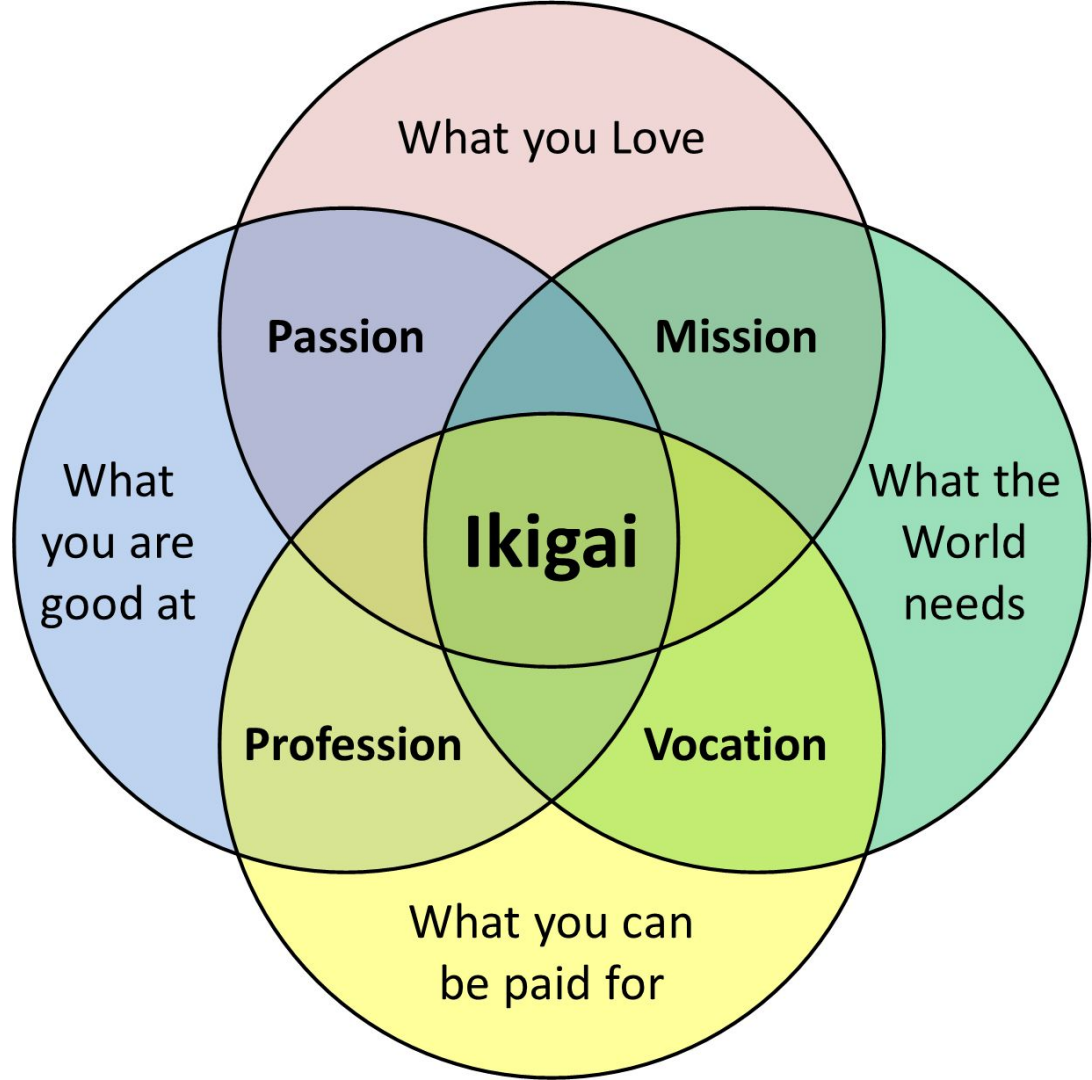 What you Love
Passion
Mission
What
you are
good at
Ikigai
What the
World
needs
Profession
Vocation
What you can
be paid for